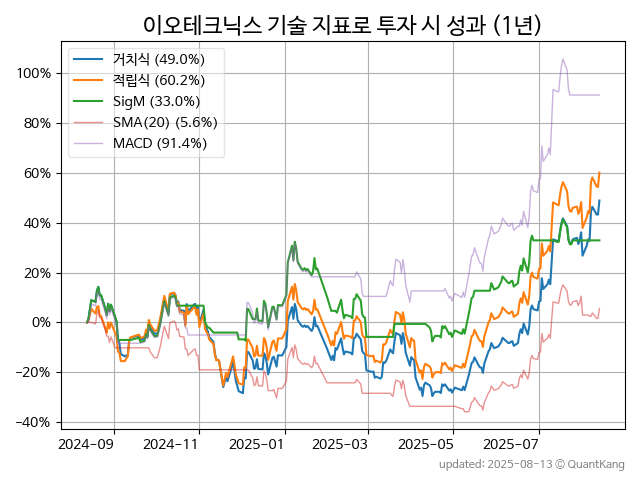 이오테크닉스 기술 지표로 투자 시 성과 (1년)
거치식 (49.0%)
적립식 (60.2%)
SigM (33.0%)
SMA(20) (5.6%)
MACD (91.4%)
100%
80%
60%
40%
20%
0%
−20%
−40%
2024-09
2024-11
2025-01
2025-03
2025-05
2025-07
updated: 2025-08-13 © QuantKang